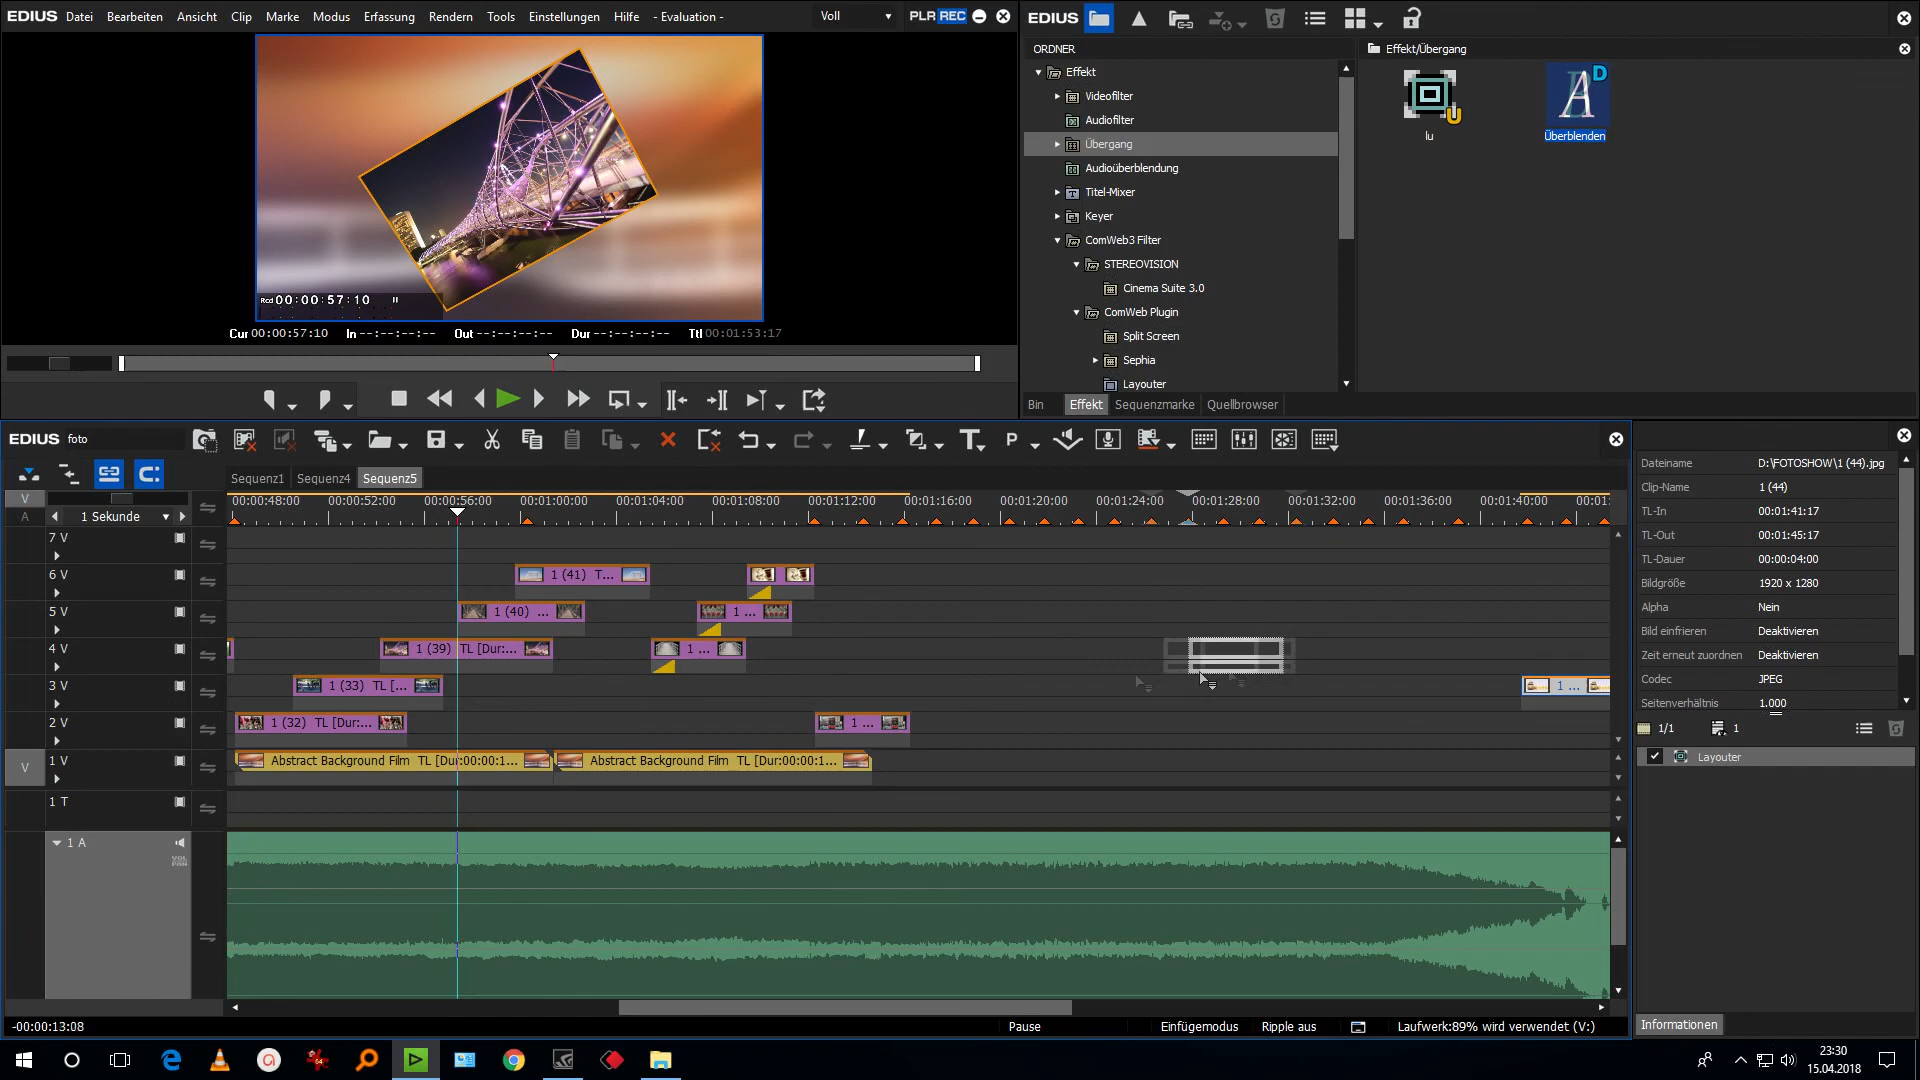 EDIUS Datei Bearbeiten Ansicht Clip Marke Modus Erfassung Rendern Tools Einstellungen Hilfe - Evaluation - Voll PLR REC
Rcd 00:00:57:10 II
Cur 00:00:57:10 In --:--:--:-- Out --:--:--:-- Dur --:--:--:-- Ttl 00:01:53:17
EDIUS
ORDNER
Effekt
Videofilter
Audiofilter
Übergang
Audioüberblendung
Titel-Mixer
Keyer
ComWeb3 Filter
STEREOVISION
Cinema Suite 3.0
ComWeb Plugin
Split Screen
Sephia
Layouter
Effekt/Übergang
U
lu
A D
Überblenden
Bin Effekt Sequenzmarke Quellbrowser
EDIUS foto
Sequenz1 Sequenz4 Sequenz5
V
A 1 Sekunde
00:00:48:00 00:00:52:00 00:00:56:00 00:01:00:00 00:01:04:00 00:01:08:00 00:01:12:00 00:01:16:00 00:01:20:00 00:01:24:00 00:01:28:00 00:01:32:00 00:01:36:00 00:01:40:00 00:01:
7 V
6 V 1 (41) T...
5 V 1 (40) ... 1 ...
4 V 1 (39) TL [Dur:... 1 ...
3 V 1 (33) TL [... 1 ...
2 V 1 (32) TL [Dur:... 1 ...
V 1 V Abstract Background Film TL [Dur:00:00:1... Abstract Background Film TL [Dur:00:00:1...
1 T
1 A
VOL
PAN
-00:00:13:08 Pause Einfügemodus Ripple aus Laufwerk:89% wird verwendet (V:)
Dateiname D:\FOTOSHOW\1 (44).jpg
Clip-Name 1 (44)
TL-In 00:01:41:17
TL-Out 00:01:45:17
TL-Dauer 00:00:04:00
Bildgröße 1920 x 1280
Alpha Nein
Bild einfrieren Deaktivieren
Zeit erneut zuordnen Deaktivieren
Codec JPEG
Seitenverhältnis 1.000
1/1 1
Layouter
Informationen
23:30
15.04.2018